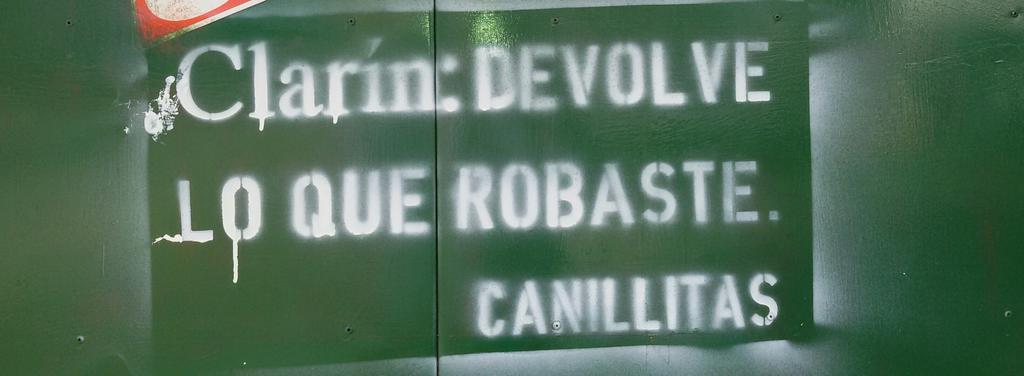 Clarín: DEVOLVE
LO QUE ROBASTE.
CANILLITAS